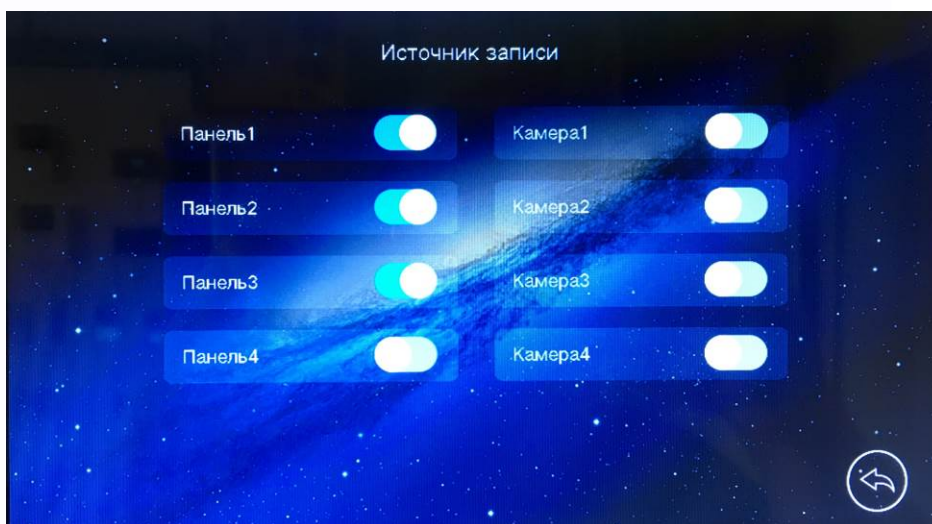 Источник записи
Панель1
Камера1
Панель2
Камера2
Панель3
Камера3
Панель4
Камера4